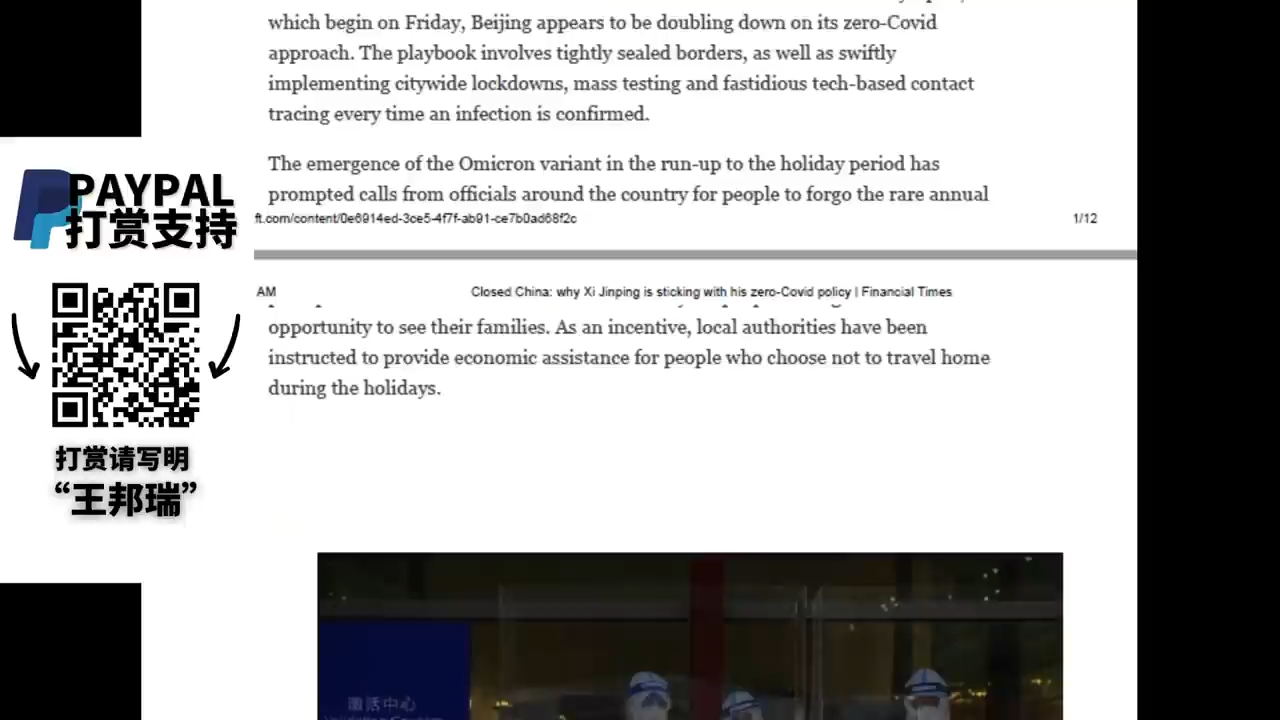 which begin on Friday, Beijing appears to be doubling down on its zero-Covid
approach. The playbook involves tightly sealed borders, as well as swiftly
implementing citywide lockdowns, mass testing and fastidious tech-based contact
tracing every time an infection is confirmed.
The emergence of the Omicron variant in the run-up to the holiday period has
prompted calls from officials around the country for people to forgo the rare annual
ft.com/content/0e6914ed-3ce5-4f7f-ab91-ce7b0ad68f2c
1/12
AM
Closed China: why Xi Jinping is sticking with his zero-Covid policy | Financial Times
opportunity to see their families. As an incentive, local authorities have been
instructed to provide economic assistance for people who choose not to travel home
during the holidays.
PAYPAL
打赏支持
打赏请写明
“王邦瑞”
激活中心